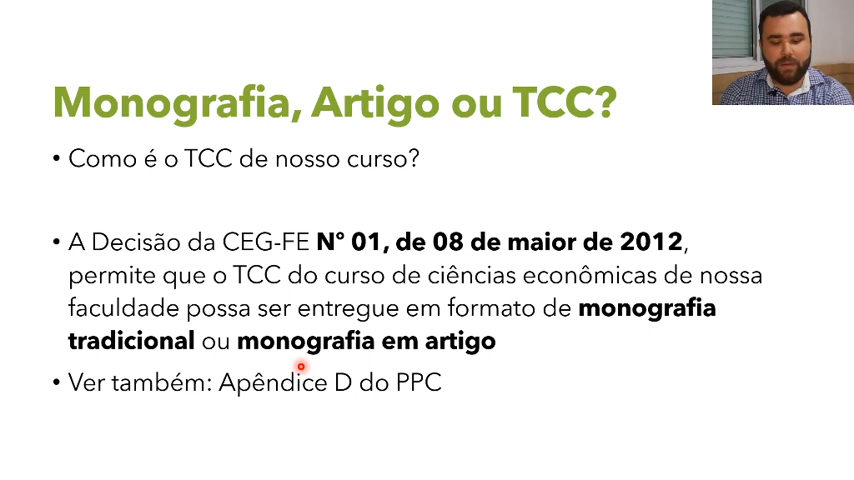 Monografia, Artigo ou TCC?
• Como é o TCC de nosso curso?
• A Decisão da CEG-FE Nº 01, de 08 de maior de 2012,
permite que o TCC do curso de ciências econômicas de nossa
faculdade possa ser entregue em formato de monografia
tradicional ou monografia em artigo
• Ver também: Apêndice D do PPC